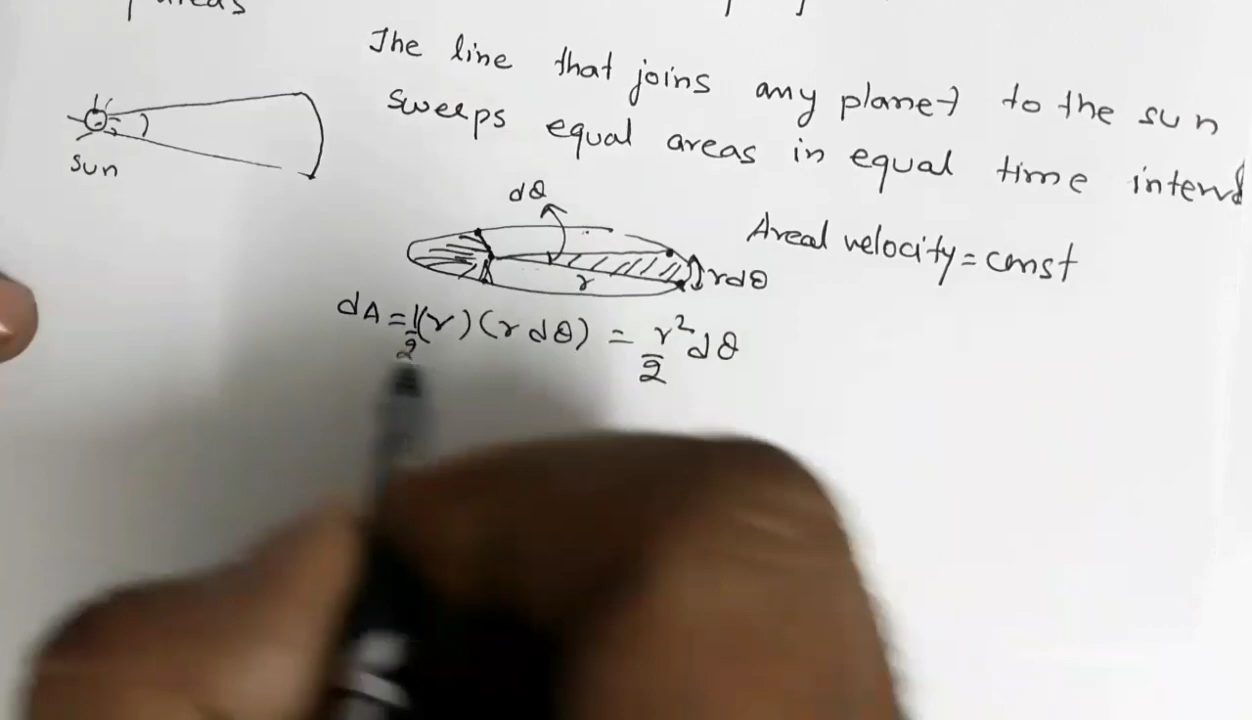 areas
The line that joins any planet to the sun
sweeps equal areas in equal time interv
sun
dθ
Areal velocity = const
r
rdθ
dA = 1/2 (r) (r dθ) = r²/2 dθ